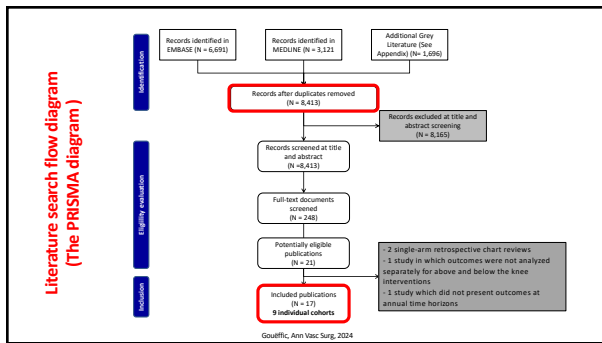 Literature search flow diagram
(The PRISMA diagram )
Identification
Records identified in
EMBASE (N = 6,691)
Records identified in
MEDLINE (N = 3,121
Additional Grey
Literature (See
Appendix) (N= 1,696)
Records after duplicates removed
(N = 8,413)
Records excluded at title and
abstract screening
(N = 8,165)
Eligility evaluation
Records screened at title
and abstract
(N =8,413)
Full-text documents
screened
(N = 248)
Potentially eligible
publications
(N = 21)
- 2 single-arm retrospective chart reviews
- 1 study in which outcomes were not analyzed
separately for above and below the knee
interventions
- 1 study which did not present outcomes at
annual time horizons
Inclusion
Included publications
(N = 17)
9 individual cohorts
Gouëffic, Ann Vasc Surg, 2024